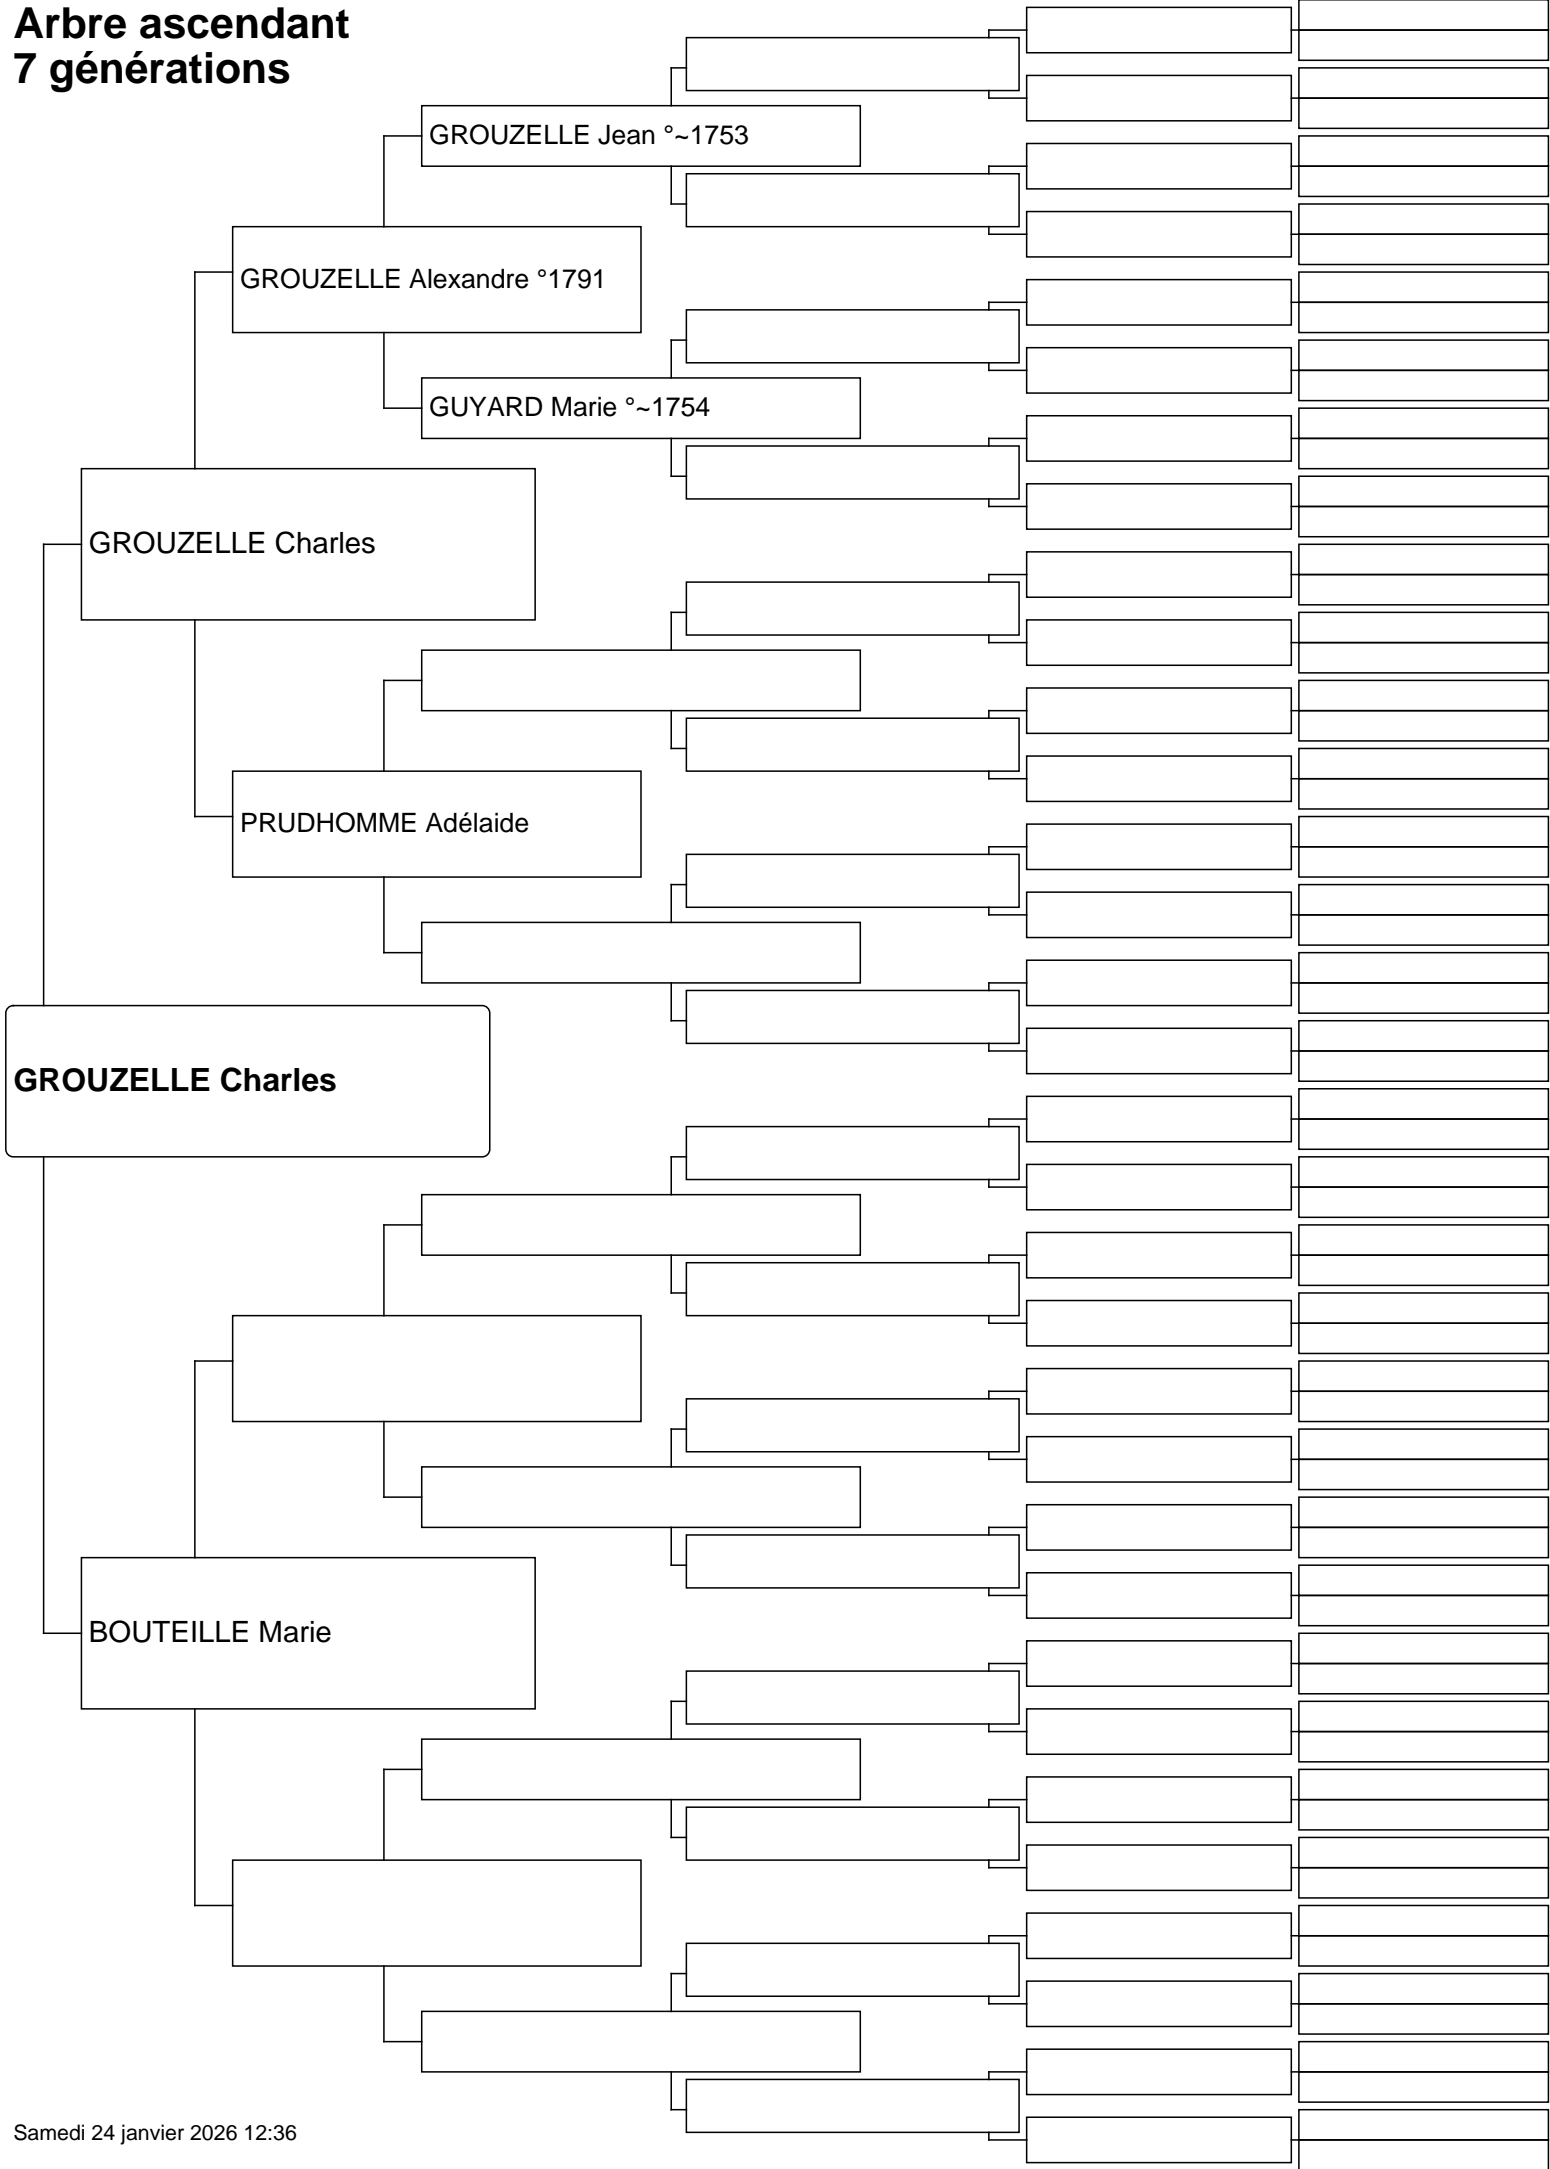 Arbre ascendant
7 générations
GROUZELLE Jean °~1753
GROUZELLE Alexandre °1791
GUYARD Marie °~1754
GROUZELLE Charles
PRUDHOMME Adélaide
GROUZELLE Charles
BOUTEILLE Marie
Samedi 24 janvier 2026 12:36